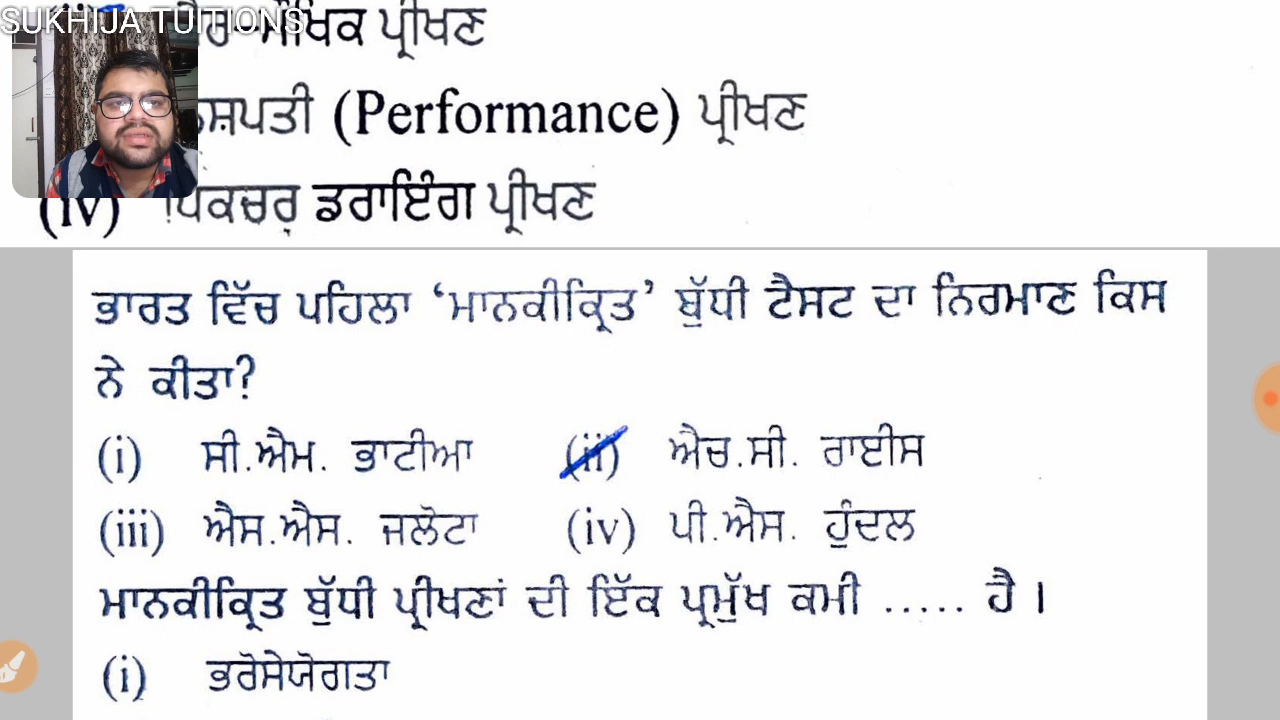 SUKHIJA TUITIONS
ਪ੍ਰੀਖਣ
(Performance) ਪ੍ਰੀਖਣ
(iv) ਪਿਕਚਰ ਡਰਾਇੰਗ ਪ੍ਰੀਖਣ
ਭਾਰਤ ਵਿੱਚ ਪਹਿਲਾ ‘ਮਾਨਕੀਕ੍ਰਿਤ’ ਬੁੱਧੀ ਟੈਸਟ ਦਾ ਨਿਰਮਾਣ ਕਿਸ
ਨੇ ਕੀਤਾ?
(i) ਸੀ.ਐਮ. ਭਾਟੀਆ (ii) ਐਚ.ਸੀ. ਰਾਈਸ
(iii) ਐਸ.ਐਸ. ਜਲੋਟਾ (iv) ਪੀ.ਐਸ. ਹੁੰਦਲ
ਮਾਨਕੀਕ੍ਰਿਤ ਬੁੱਧੀ ਪ੍ਰੀਖਣਾਂ ਦੀ ਇੱਕ ਪ੍ਰਮੁੱਖ ਕਮੀ ..... ਹੈ ।
(i) ਭਰੋਸੇਯੋਗਤਾ